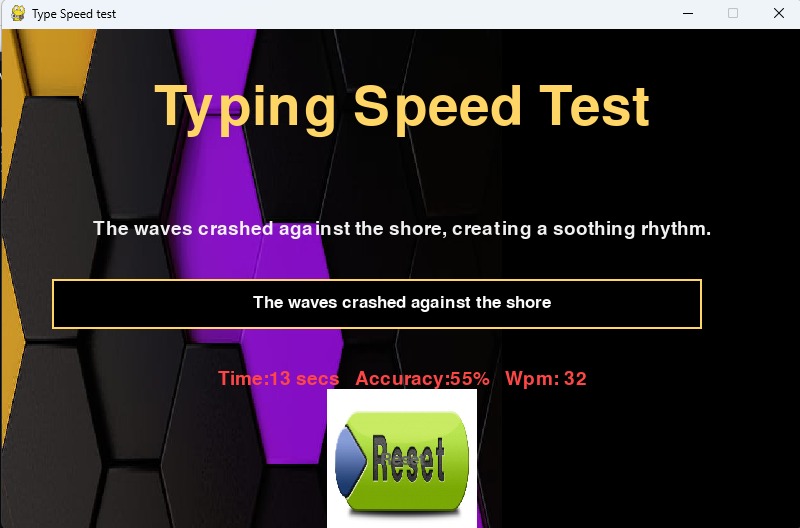 Type Speed test
Typing Speed Test
The waves crashed against the shore, creating a soothing rhythm.
The waves crashed against the shore
Time:13 secs Accuracy:55% Wpm: 32
Reset